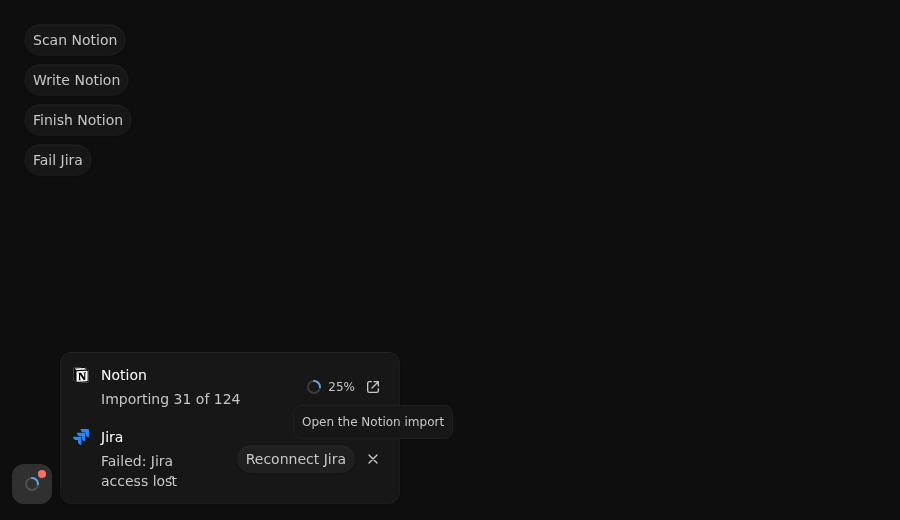 Scan Notion
Write Notion
Finish Notion
Fail Jira
Notion
Importing 31 of 124
25%
Open the Notion import
Jira
Failed: Jira
access lost
Reconnect Jira